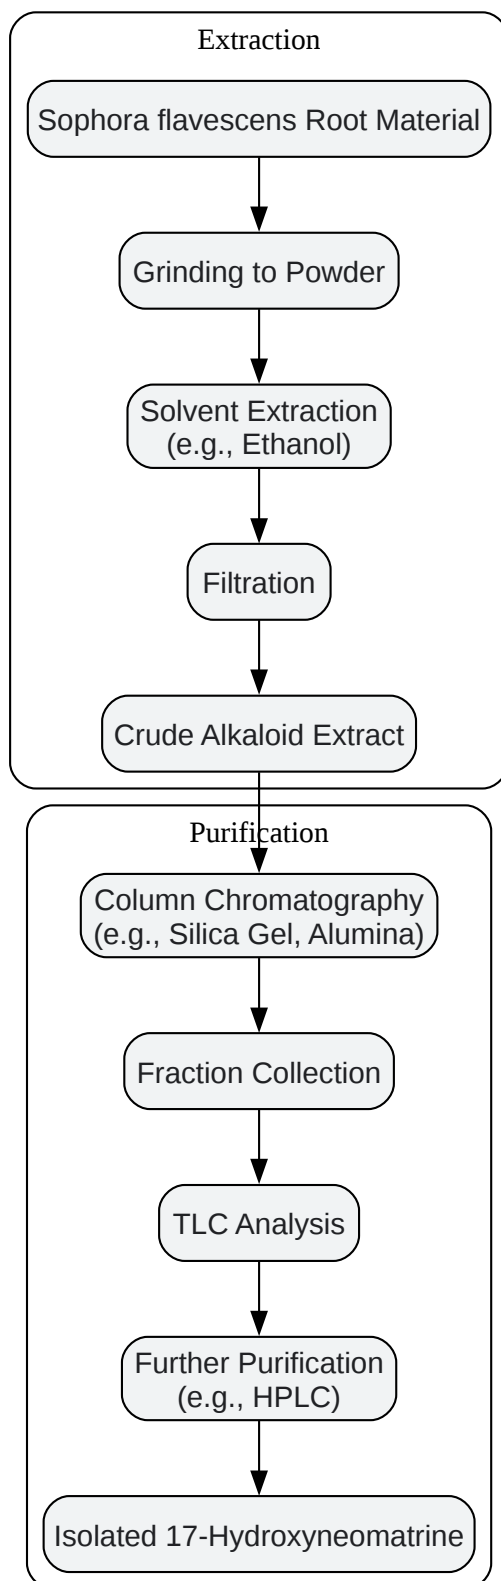 Extraction
Sophora flavescens Root Material
Grinding to Powder
Solvent Extraction
(e.g., Ethanol)
Filtration
Crude Alkaloid Extract
Purification
Column Chromatography
(e.g., Silica Gel, Alumina)
Fraction Collection
TLC Analysis
Further Purification
(e.g., HPLC)
Isolated 17-Hydroxyneomatrine